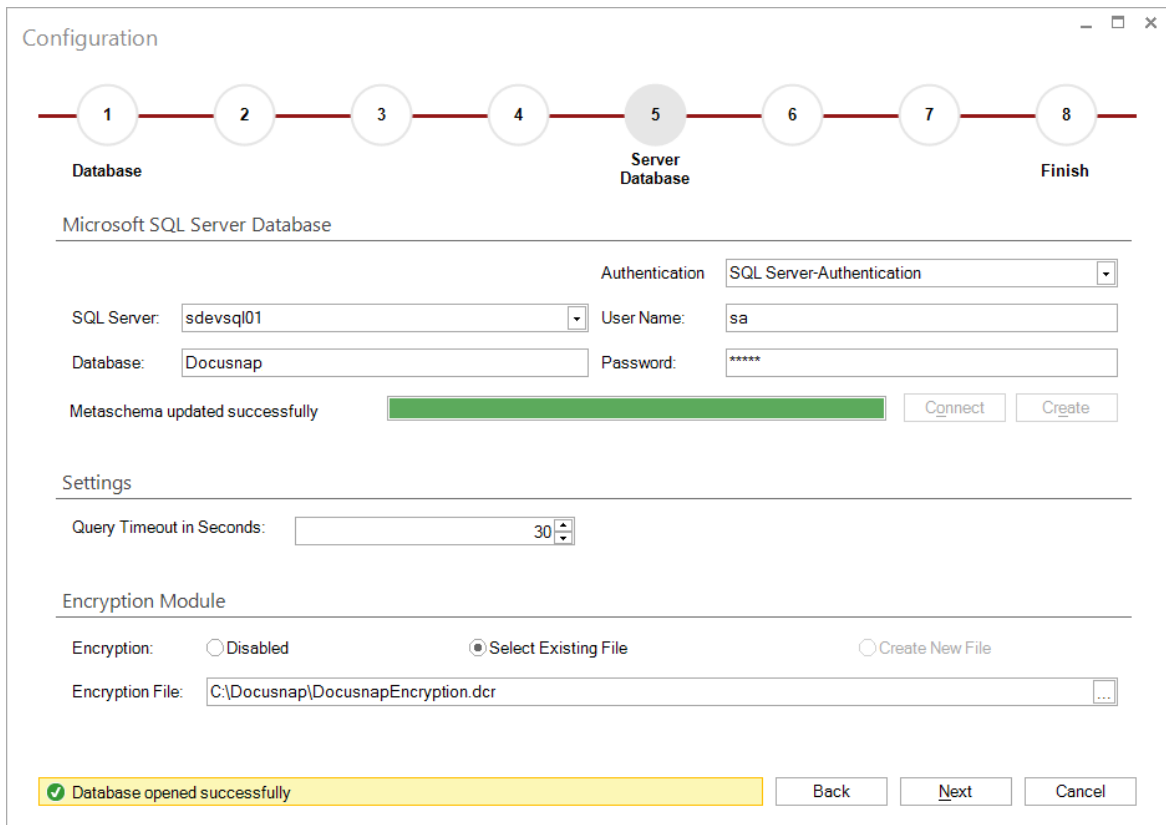 Configuration
1 2 3 4 5 6 7 8
Database Server Database Finish
Microsoft SQL Server Database
Authentication SQL Server-Authentication
SQL Server: sdevsql01 User Name: sa
Database: Docusnap Password: *****
Metaschema updated successfully Connect Create
Settings
Query Timeout in Seconds: 30
Encryption Module
Encryption: Disabled Select Existing File Create New File
Encryption File: C:\Docusnap\DocusnapEncryption.dcr ...
Database opened successfully Back Next Cancel